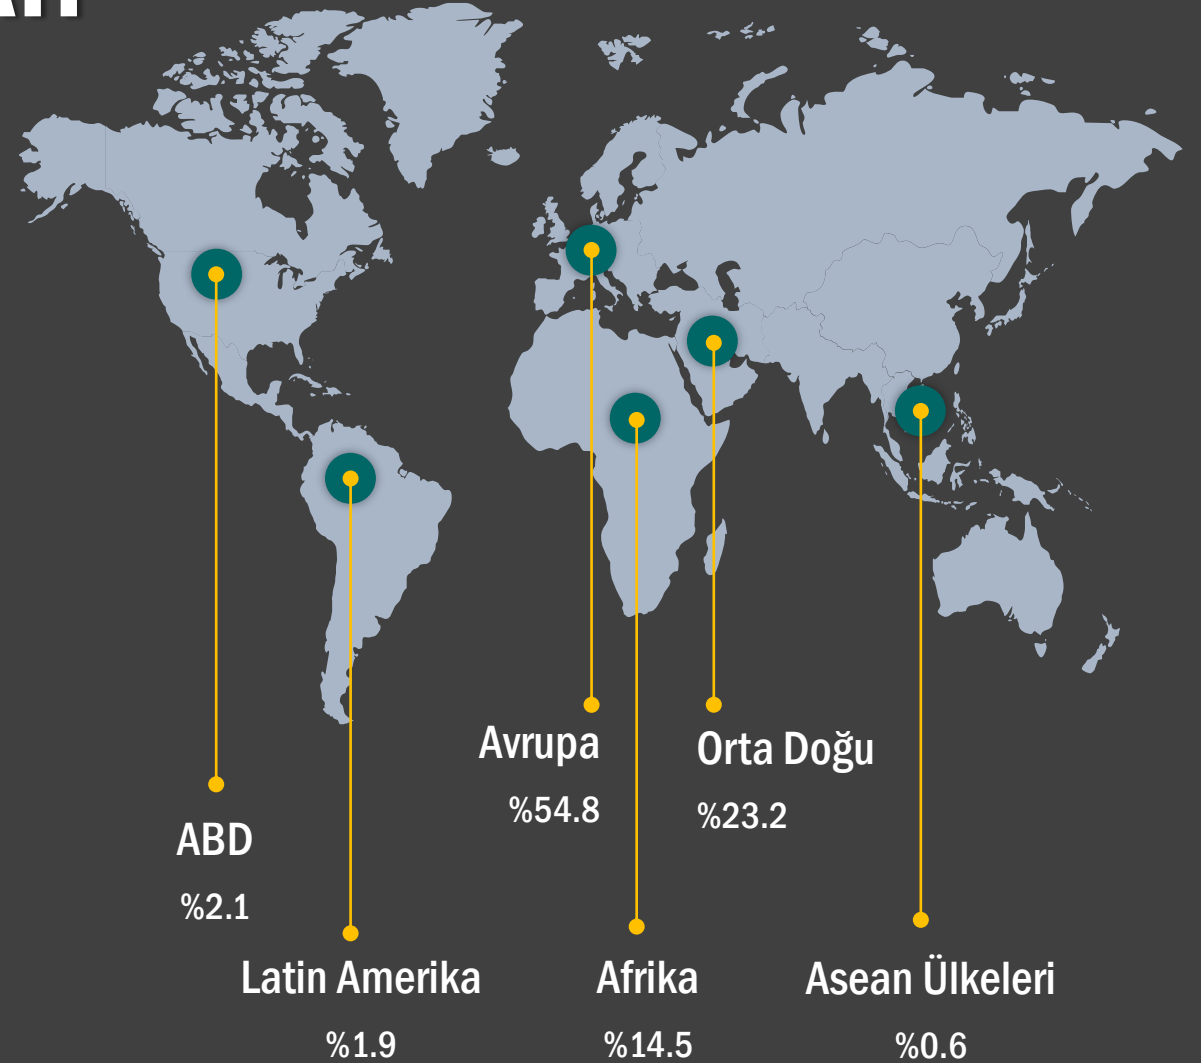 Avrupa
%54.8
Orta Doğu
%23.2
ABD
%2.1
Latin Amerika
%1.9
Afrika
%14.5
Asean Ülkeleri
%0.6